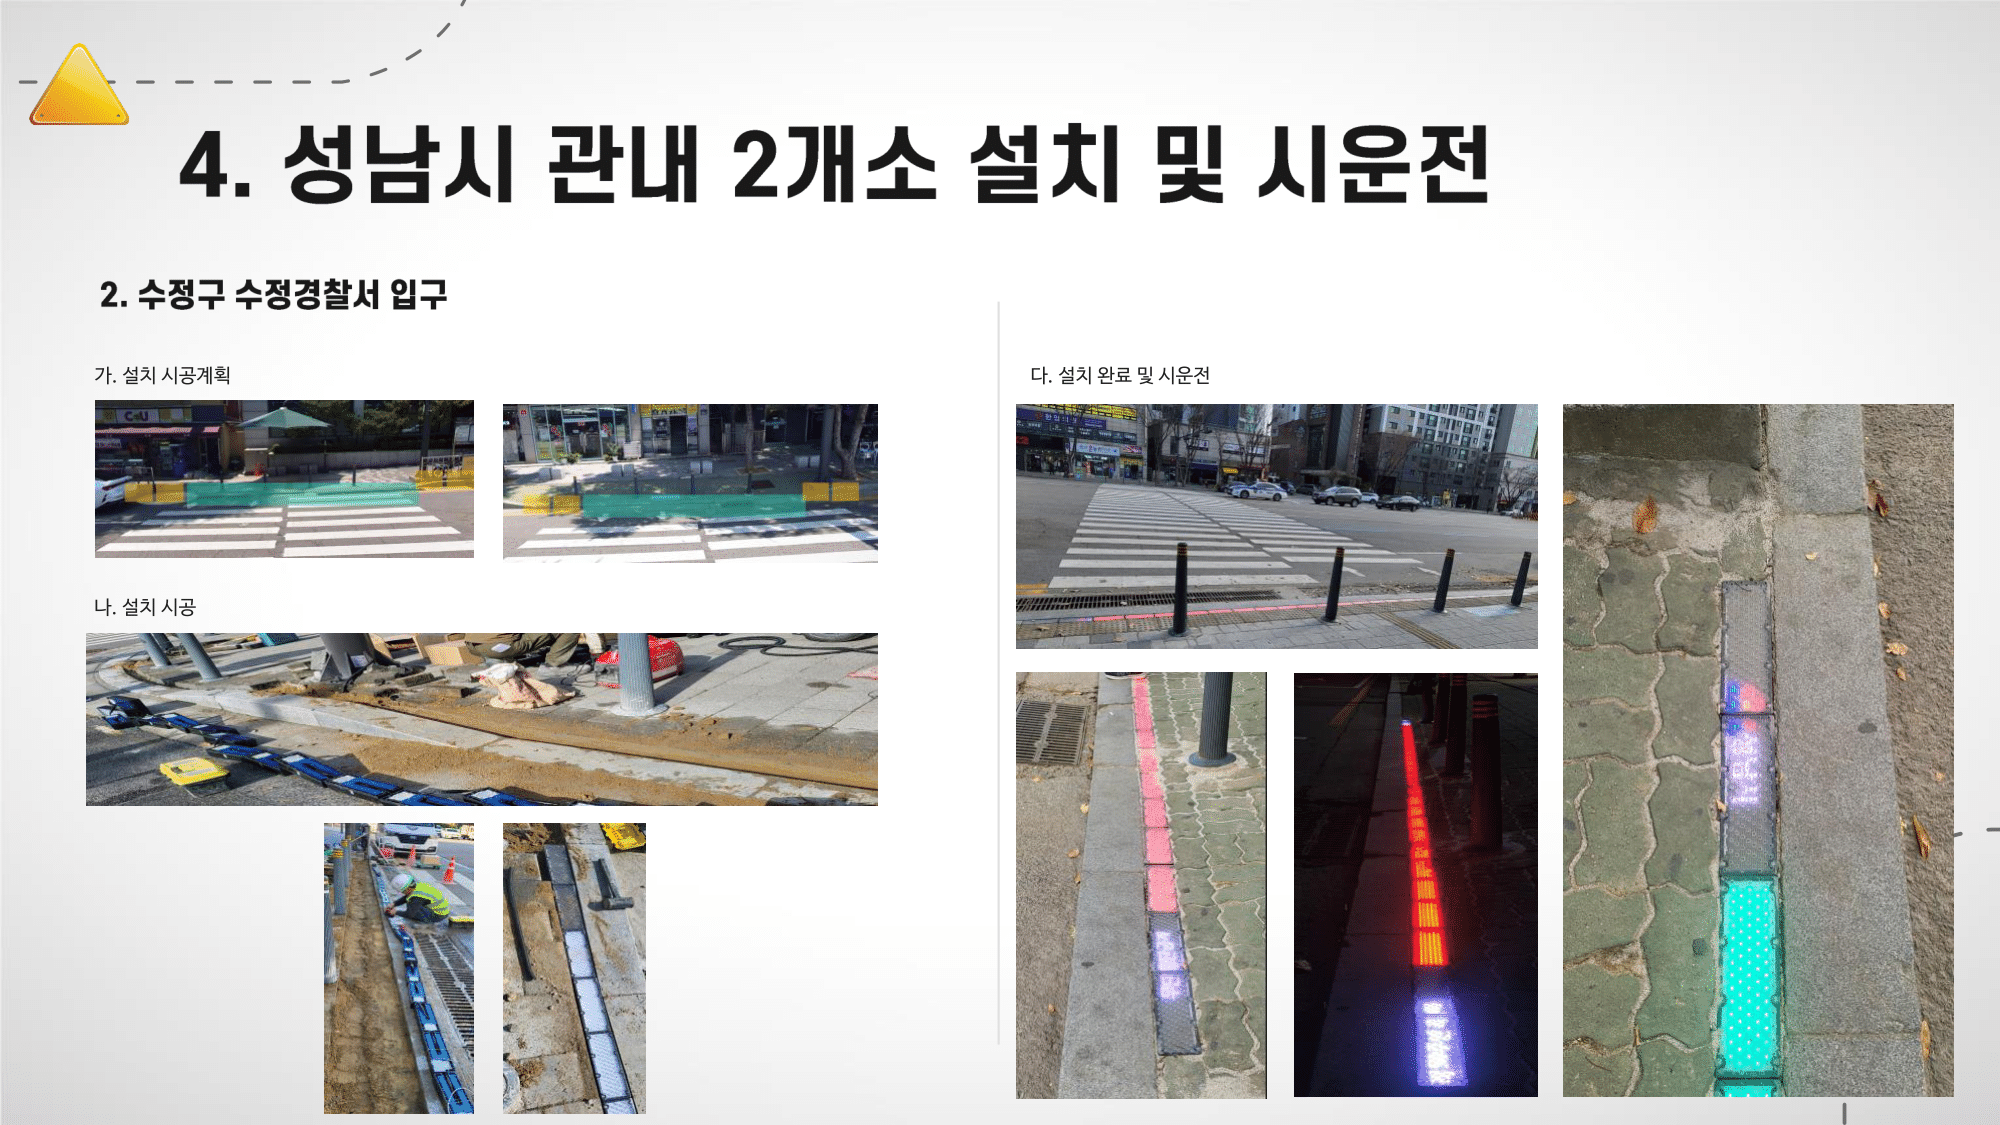 4. 성남시 관내 2개소 설치 및 시운전
2. 수정구 수정경찰서 입구
가. 설치 시공계획
CU
나. 설치 시공
다. 설치 완료 및 시운전